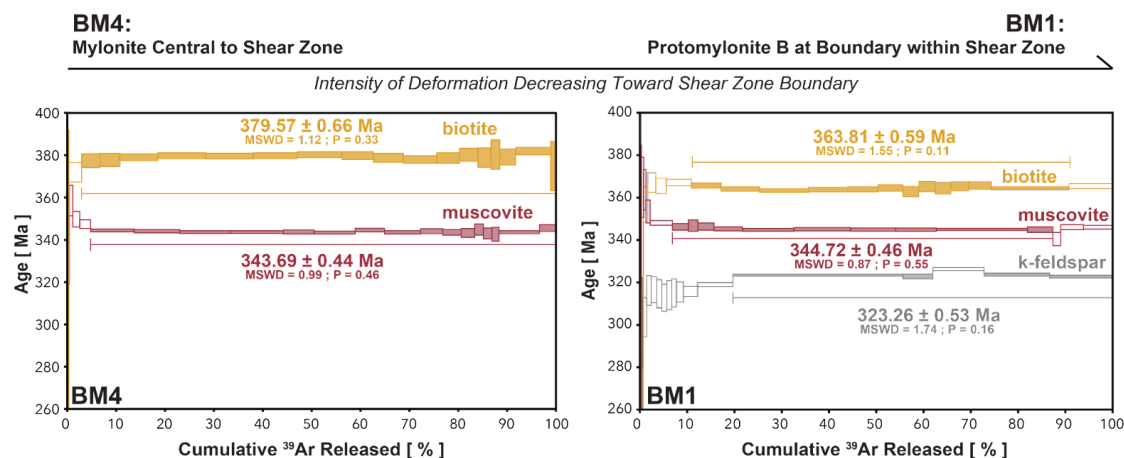 BM4:
Mylonite Central to Shear Zone
BM1:
Protomylonite B at Boundary within Shear Zone
Intensity of Deformation Decreasing Toward Shear Zone Boundary
Age [ Ma ]
400
380
360
340
320
300
280
260
379.57 ± 0.66 Ma
MSWD = 1.12 ; P = 0.33
biotite
muscovite
343.69 ± 0.44 Ma
MSWD = 0.99 ; P = 0.46
BM4
0 10 20 30 40 50 60 70 80 90 100
Cumulative ³⁹Ar Released [ % ]
Age [ Ma ]
400
380
360
340
320
300
280
260
363.81 ± 0.59 Ma
MSWD = 1.55 ; P = 0.11
biotite
muscovite
344.72 ± 0.46 Ma
MSWD = 0.87 ; P = 0.55
k-feldspar
323.26 ± 0.53 Ma
MSWD = 1.74 ; P = 0.16
BM1
0 10 20 30 40 50 60 70 80 90 100
Cumulative ³⁹Ar Released [ % ]